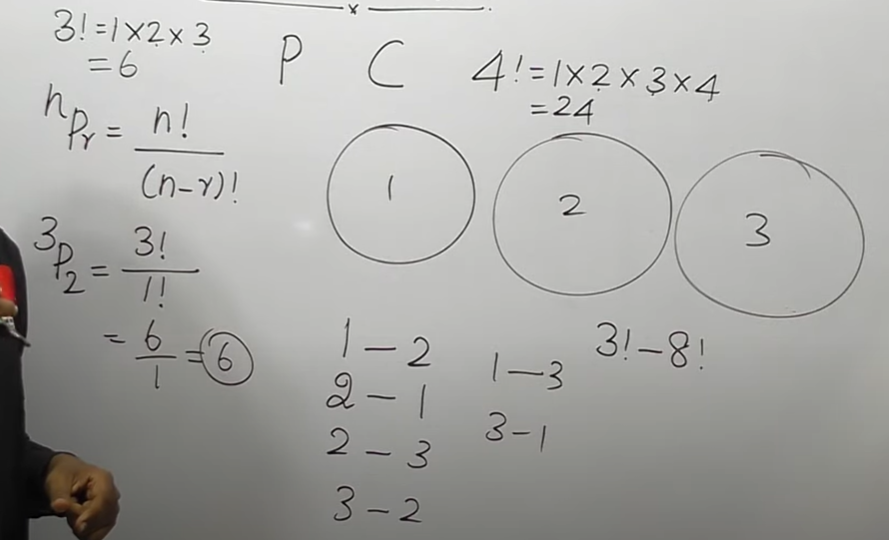 3! = 1 × 2 × 3
= 6
P C
4! = 1 × 2 × 3 × 4
= 24
nPr = n! / (n-r)!
3P2 = 3! / 1!
= 6 / 1 = 6
1 2 3
1 - 2
2 - 1
2 - 3
3 - 2
1 - 3
3 - 1
3! - 8!